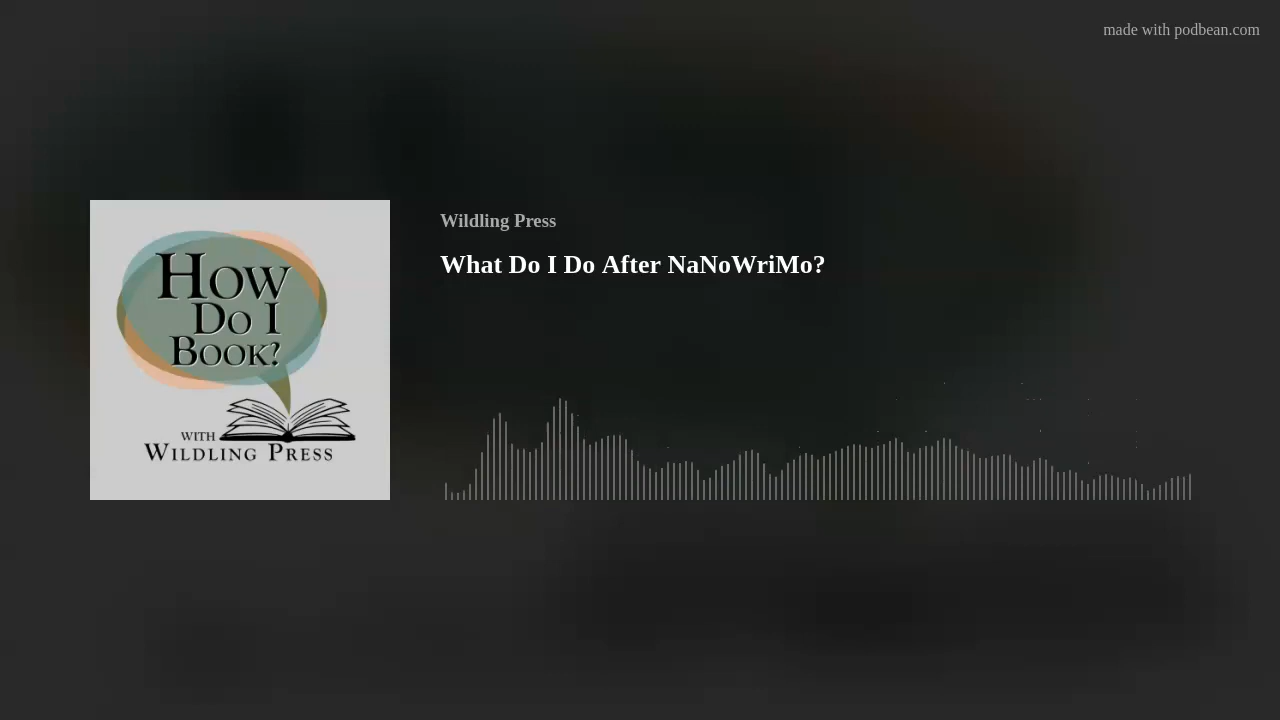 made with podbean.com
Wildling Press
What Do I Do After NaNoWriMo?
How
Do I
Book?
with
Wildling Press